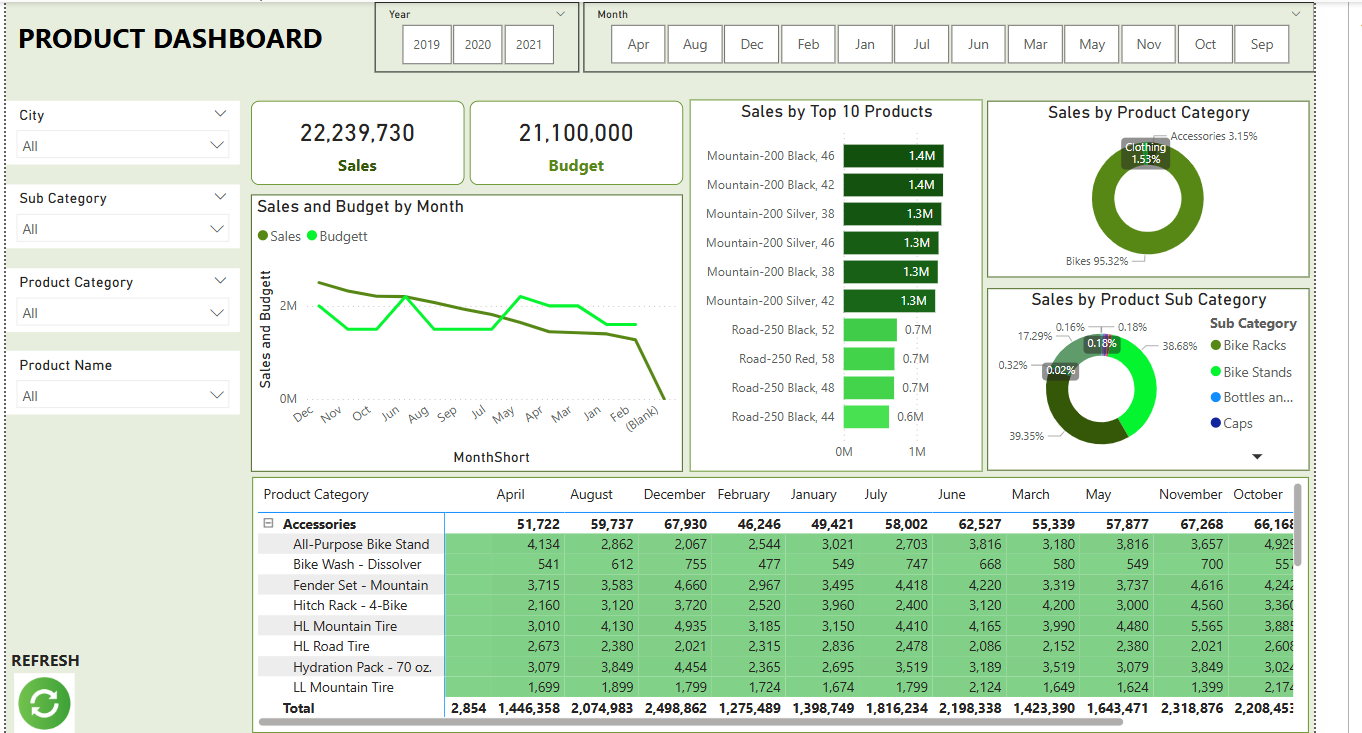 PRODUCT DASHBOARD
Year
2019 2020 2021
Month
Apr Aug Dec Feb Jan Jul Jun Mar May Nov Oct Sep
City
All
Sub Category
All
Product Category
All
Product Name
All
REFRESH
22,239,730
Sales
21,100,000
Budget
Sales and Budget by Month
Sales Budgett
Sales and Budgett
2M
0M
Dec Nov Oct Jun Aug Sep Jul May Apr Mar Jan Feb (Blank)
MonthShort
Sales by Top 10 Products
Mountain-200 Black, 46 1.4M
Mountain-200 Black, 42 1.4M
Mountain-200 Silver, 38 1.3M
Mountain-200 Silver, 46 1.3M
Mountain-200 Black, 38 1.3M
Mountain-200 Silver, 42 1.3M
Road-250 Black, 52 0.7M
Road-250 Red, 58 0.7M
Road-250 Black, 48 0.7M
Road-250 Black, 44 0.6M
0M 1M
Sales by Product Category
Accessories 3.15%
Clothing
1.53%
Bikes 95.32%
Sales by Product Sub Category
0.16% 0.18%
17.29% 0.18% 38.68%
0.32% 0.02%
39.35%
Sub Category
Bike Racks
Bike Stands
Bottles an...
Caps
Product Category April August December February January July June March May November October
Accessories 51,722 59,737 67,930 46,246 49,421 58,002 62,527 55,339 57,877 67,268 66,168
All-Purpose Bike Stand 4,134 2,862 2,067 2,544 3,021 2,703 3,816 3,180 3,816 3,657 4,929
Bike Wash - Dissolver 541 612 755 477 549 747 668 580 549 700 557
Fender Set - Mountain 3,715 3,583 4,660 2,967 3,495 4,418 4,220 3,319 3,737 4,616 4,242
Hitch Rack - 4-Bike 2,160 3,120 3,720 2,520 3,960 2,400 3,120 4,200 3,000 4,560 3,360
HL Mountain Tire 3,010 4,130 4,935 3,185 3,150 4,410 4,165 3,990 4,480 5,565 3,885
HL Road Tire 2,673 2,380 2,021 2,315 2,836 2,478 2,086 2,152 2,380 2,021 2,608
Hydration Pack - 70 oz. 3,079 3,849 4,454 2,365 2,695 3,519 3,189 3,519 3,079 3,849 3,024
LL Mountain Tire 1,699 1,899 1,799 1,724 1,674 1,799 2,124 1,649 1,624 1,399 2,174
Total 2,854 1,446,358 2,074,983 2,498,862 1,275,489 1,398,749 1,816,234 2,198,338 1,423,390 1,643,471 2,318,876 2,208,453